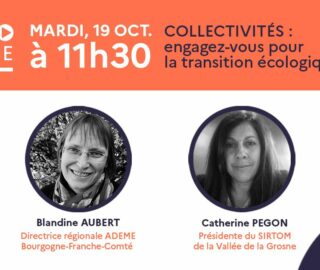 MARDI, 19 OCT.
à 11h30
E
COLLECTIVITÉS :
engagez-vous pour
la transition écologiq
Blandine AUBERT
Directrice régionale ADEME
Bourgogne-Franche-Comté
Catherine PEGON
Présidente du SIRTOM
de la Vallée de la Grosne